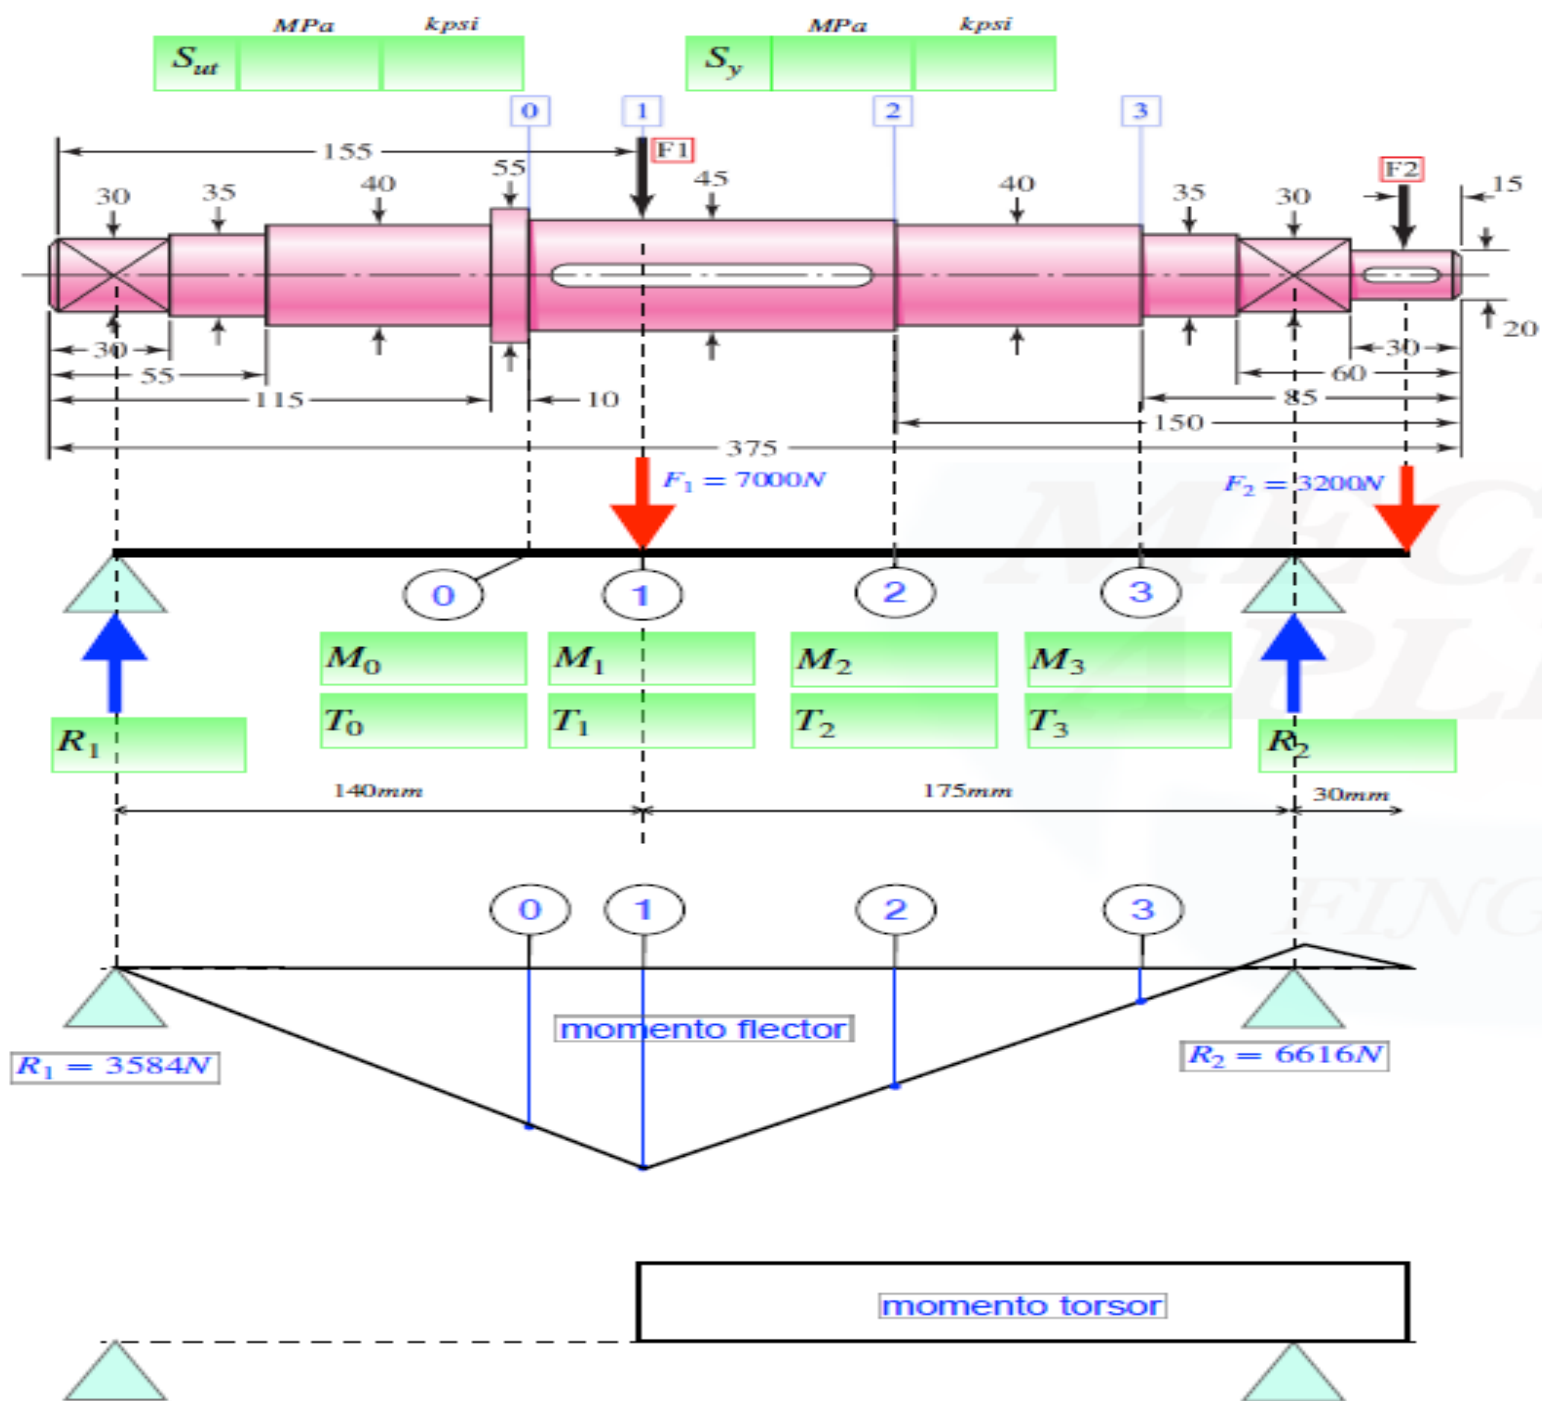 MPa kpsi MPa kpsi
S_ut S_y
0 1 2 3
155 F1
30 35 40 55 45 40 35 30 F2 15
30 30 20
55 60
115 10 85
150
375
F₁ = 7000N F₂ = 3200N
0 1 2 3
M₀ M₁ M₂ M₃
T₀ T₁ T₂ T₃
R₁ R₂
140mm 175mm 30mm
0 1 2 3
momento flector
R₁ = 3584N R₂ = 6616N
momento torsor